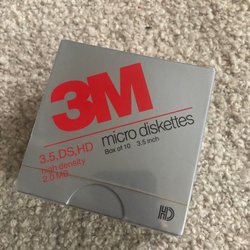 3M
micro diskettes
Box of 10 3.5 inch
3.5,DS,HD
high density
2.0 MB
HD